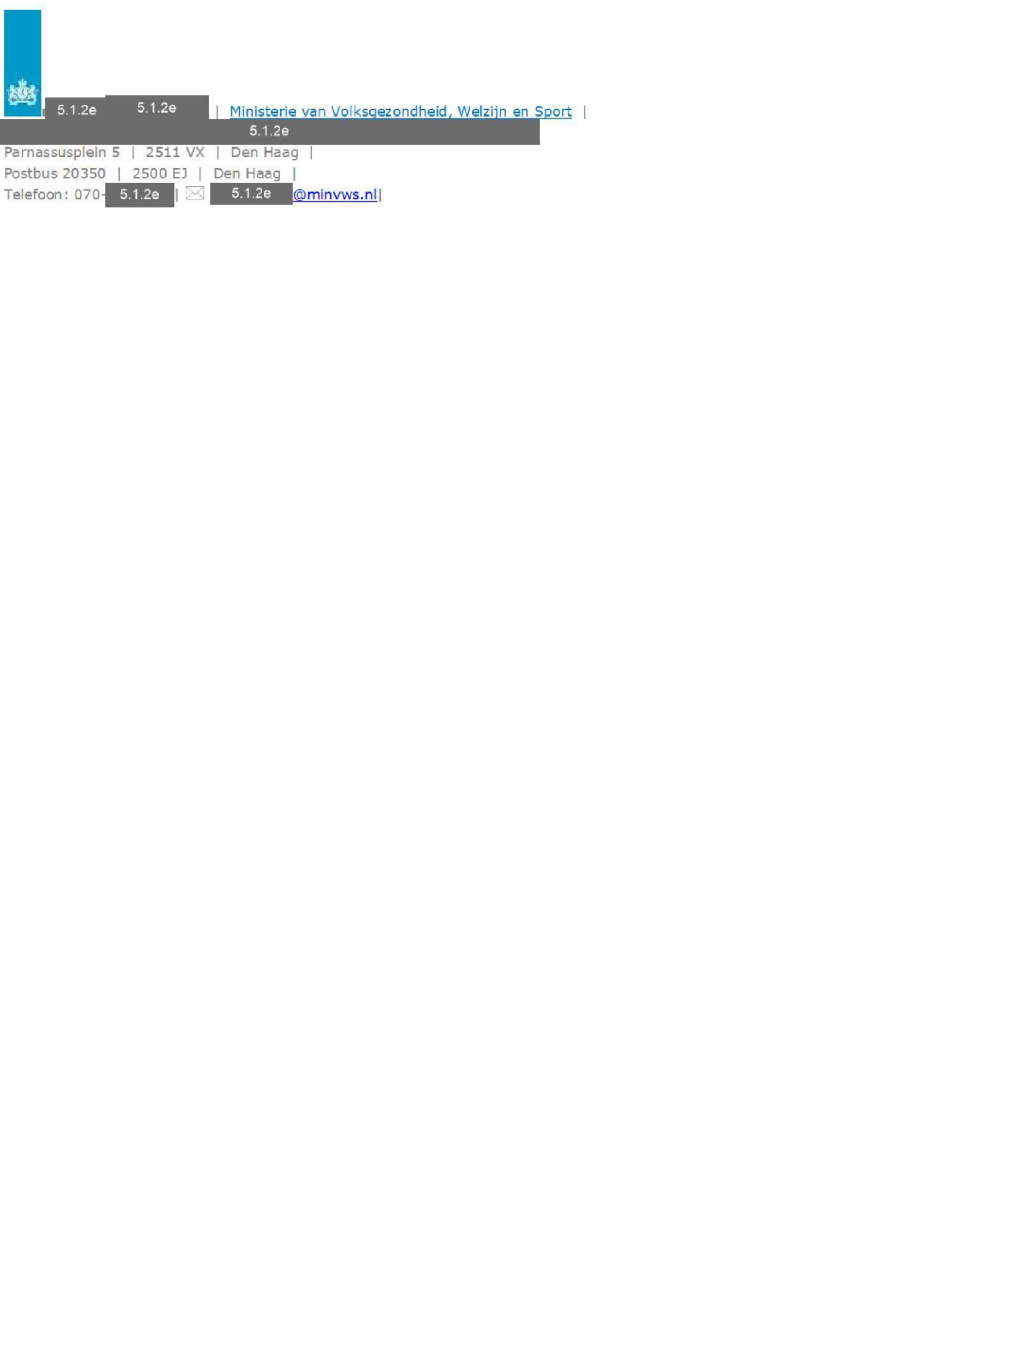 5.1.2e 5.1.2e | Ministerie van Volksgezondheid, Welzijn en Sport |
5.1.2e
Parnassusplein 5 | 2511 VX | Den Haag |
Postbus 20350 | 2500 EJ | Den Haag |
Telefoon: 070- 5.1.2e | 5.1.2e @minvws.nl|